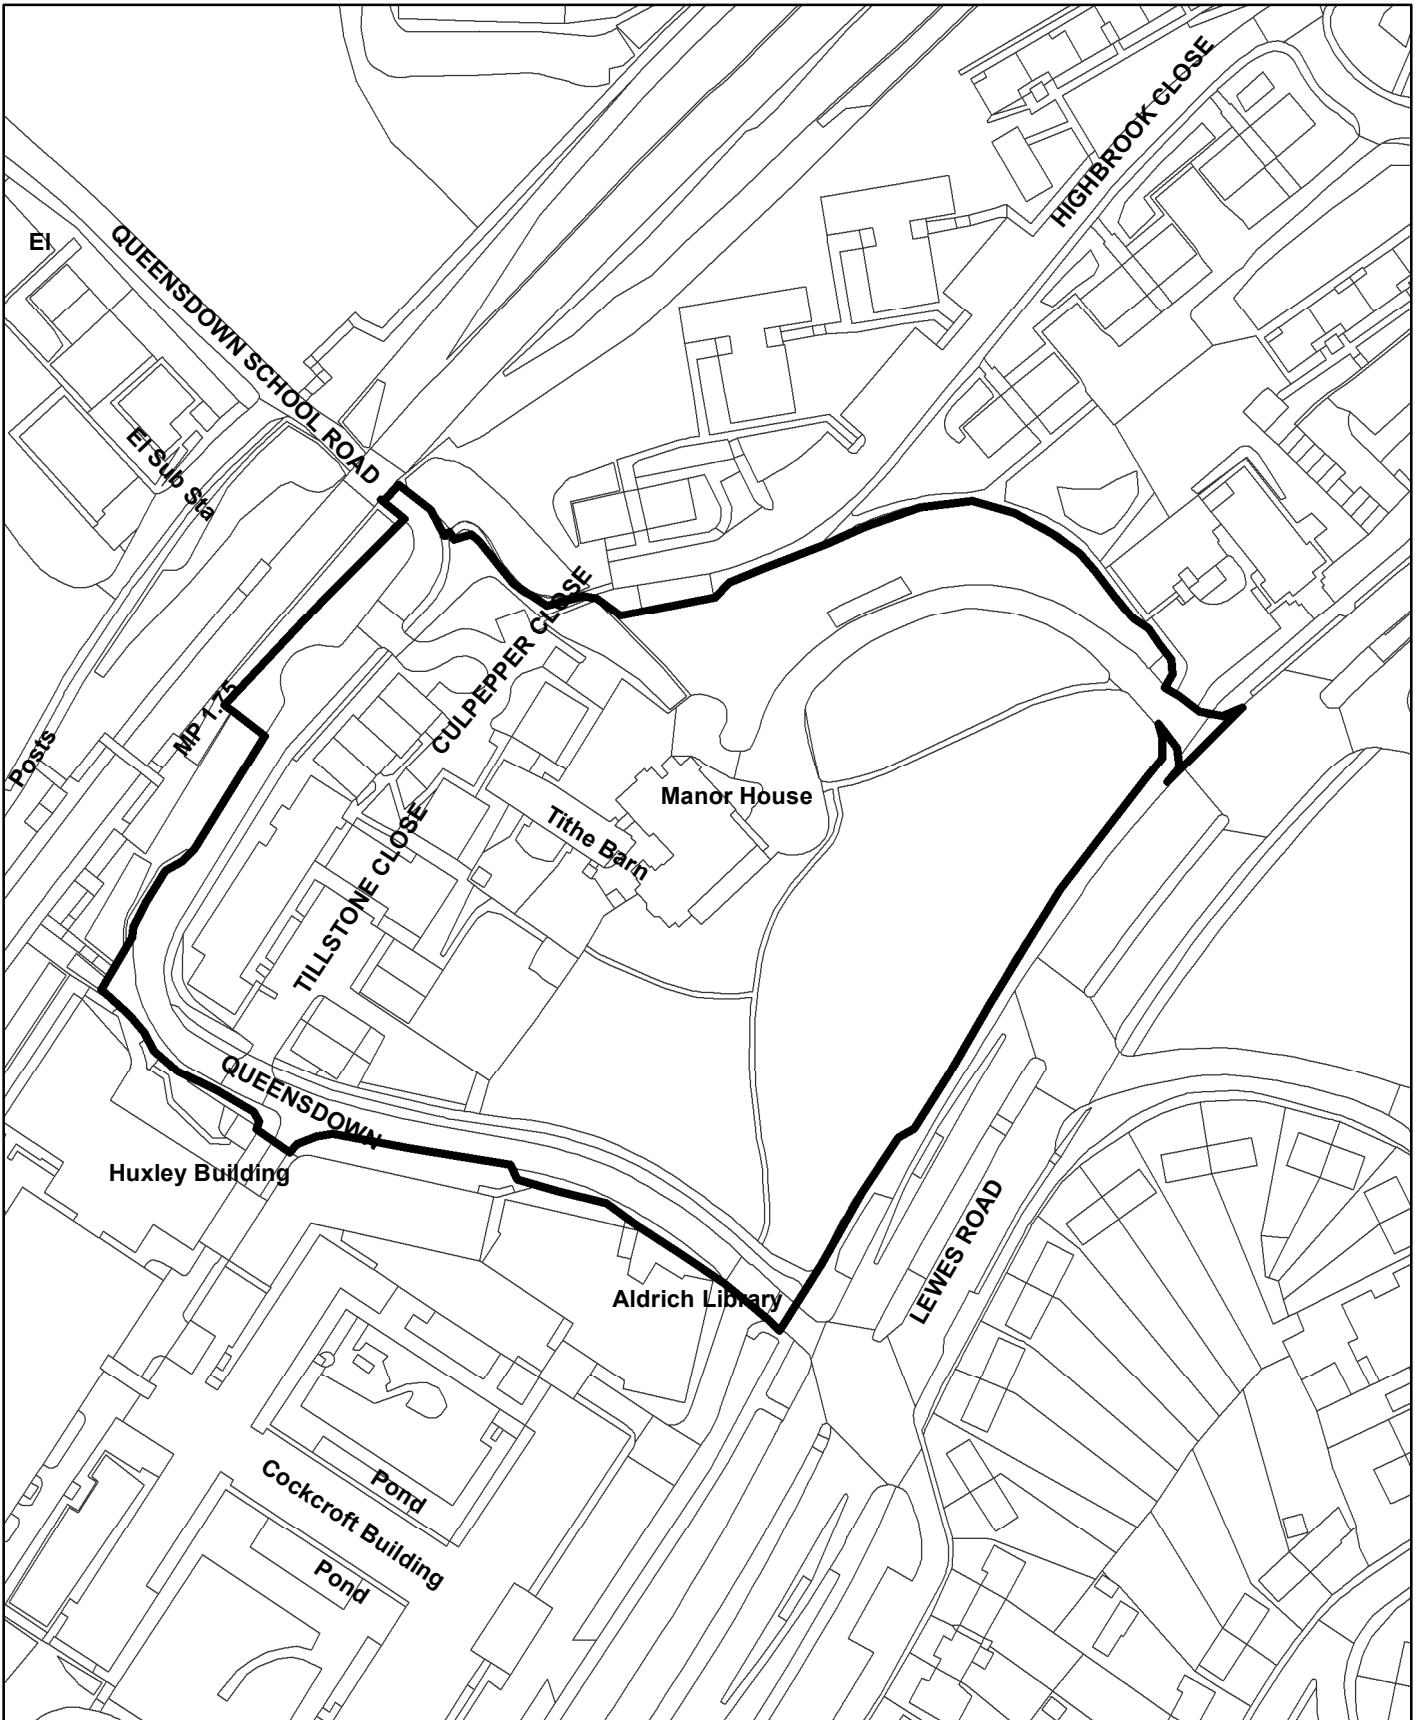 HIGHBROOK CLOSE
El
QUEENSDOWN SCHOOL ROAD
El Sub Sta
CULPEPPER CLOSE
MP 1.75
Posts
Manor House
Tithe Barn
TILLSTONE CLOSE
QUEENSDOWN
Huxley Building
LEWES ROAD
Aldrich Library
Pond
Cockcroft Building
Pond